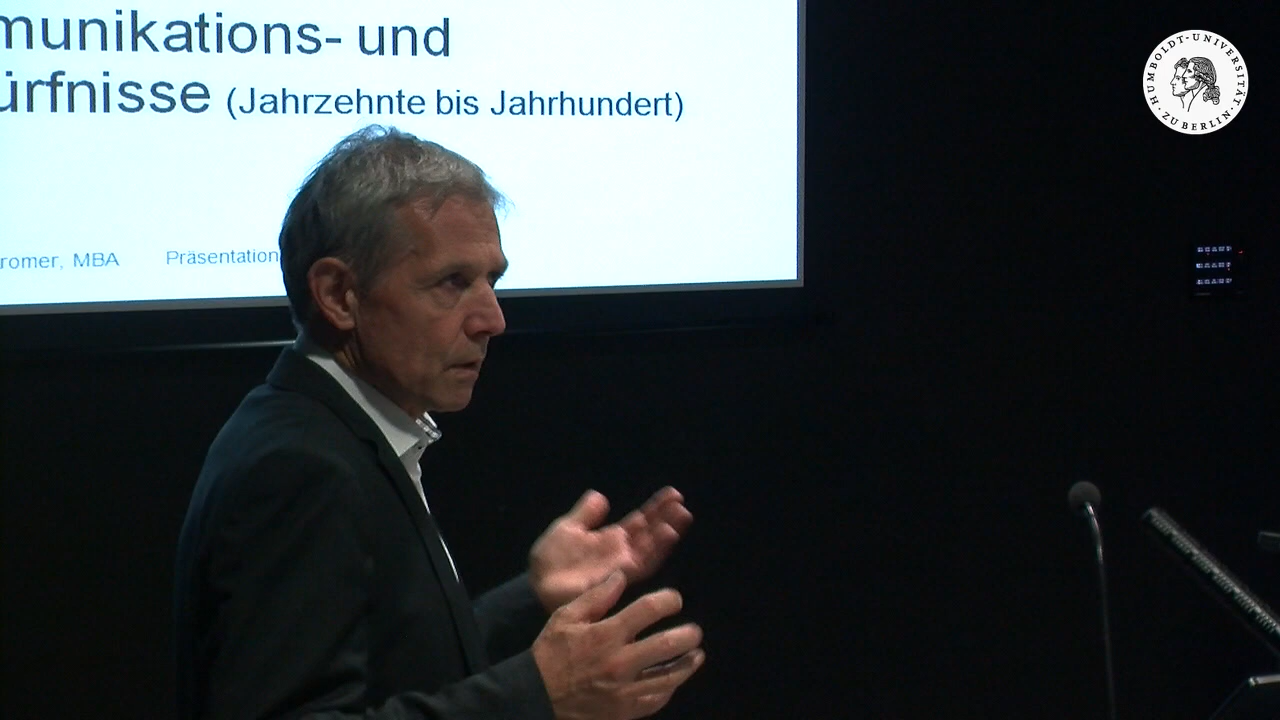 munikations- und
ürfnisse (Jahrzehnte bis Jahrhundert)
romer, MBA Präsentation
HUMBOLDT-UNIVERSITÄT
ZU BERLIN